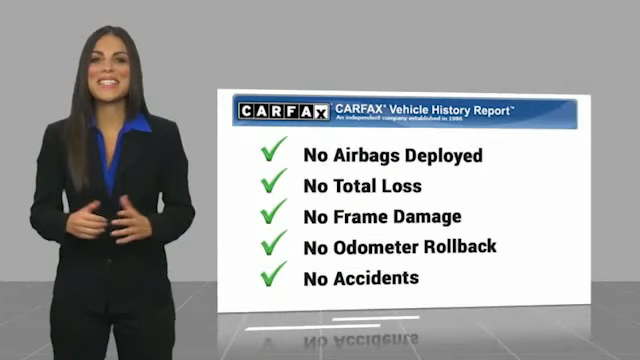 CARFAX CARFAX® Vehicle History Report™
An independent company established in 1986
No Airbags Deployed
No Total Loss
No Frame Damage
No Odometer Rollback
No Accidents